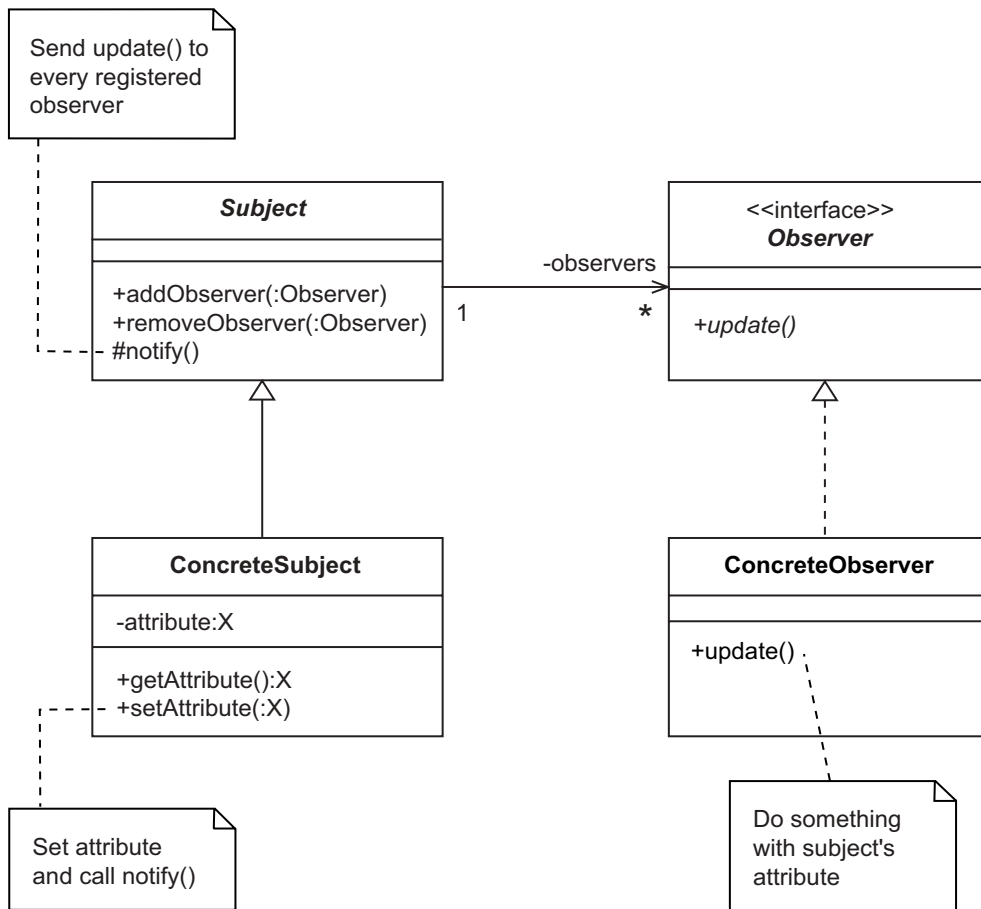 Send update() to
every registered
observer
Subject
+addObserver(:Observer)
+removeObserver(:Observer)
#notify()
-observers
1
*
<<interface>>
Observer
+update()
ConcreteSubject
-attribute:X
+getAttribute():X
+setAttribute(:X)
ConcreteObserver
+update()
Set attribute
and call notify()
Do something
with subject's
attribute